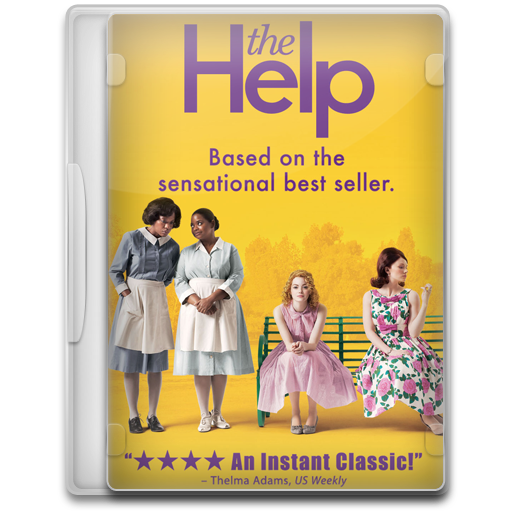 the
Help
Based on the
sensational best seller.
“★★★★ An Instant Classic!”
– Thelma Adams, US Weekly